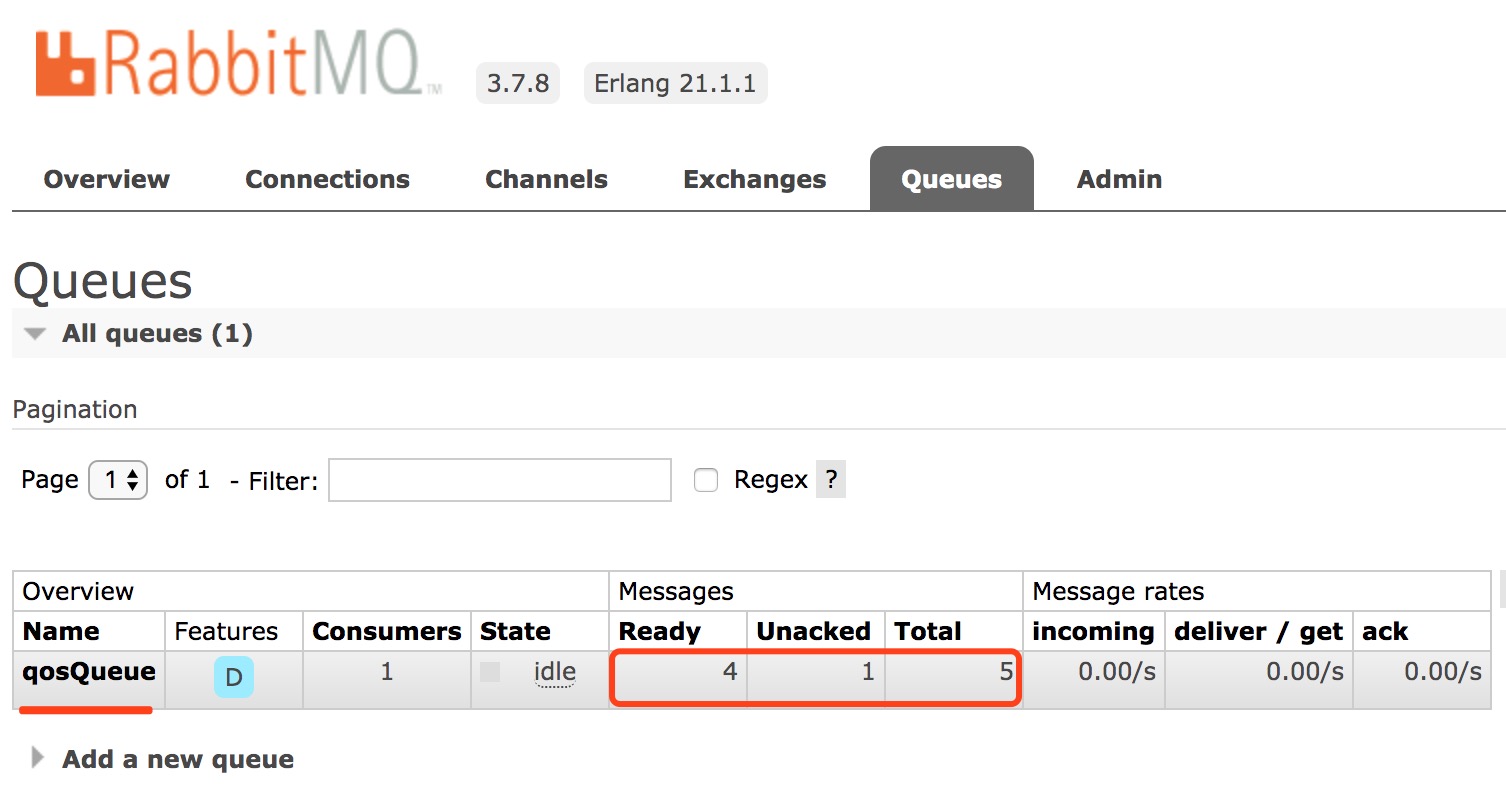 RabbitMQ™ 3.7.8 Erlang 21.1.1
Overview Connections Channels Exchanges Queues Admin
Queues
All queues (1)
Pagination
Page 1 of 1 - Filter: Regex ?
Overview Messages Message rates
Name Features Consumers State Ready Unacked Total incoming deliver / get ack
qosQueue D 1 idle 4 1 5 0.00/s 0.00/s 0.00/s
Add a new queue